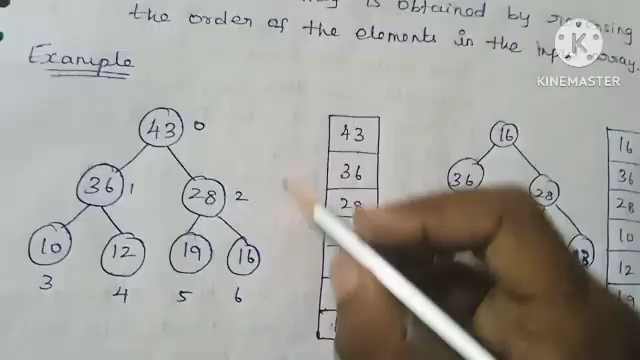 is obtained by
the order of the elements in the
Example
KINEMASTER
43 0
36 1 28 2
10 12 19 16
3 4 5 6
43
36
28
16
36 28
16
36
28
10
12
19